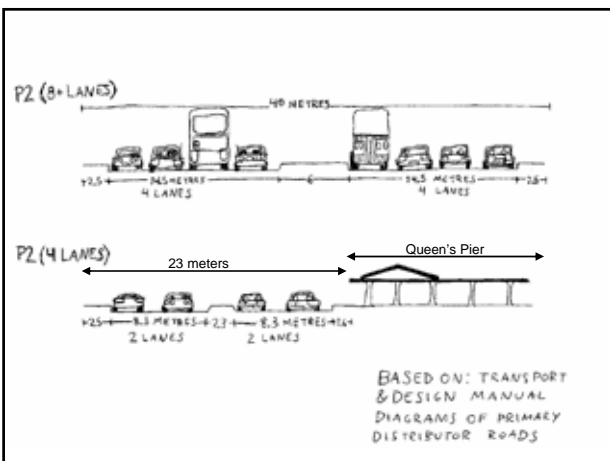 P2 (8+ LANES)
40 METRES
2.5 14.5 METRES 6 14.5 METRES 2.5
4 LANES 4 LANES
Queen's Pier
P2 (4 LANES)
23 meters
2.5 8.3 METRES 2.3 8.3 METRES
2 LANES 2 LANES
BASED ON: TRANSPORT
& DESIGN MANUAL
DIAGRAMS OF PRIMARY
DISTRIBUTOR ROADS